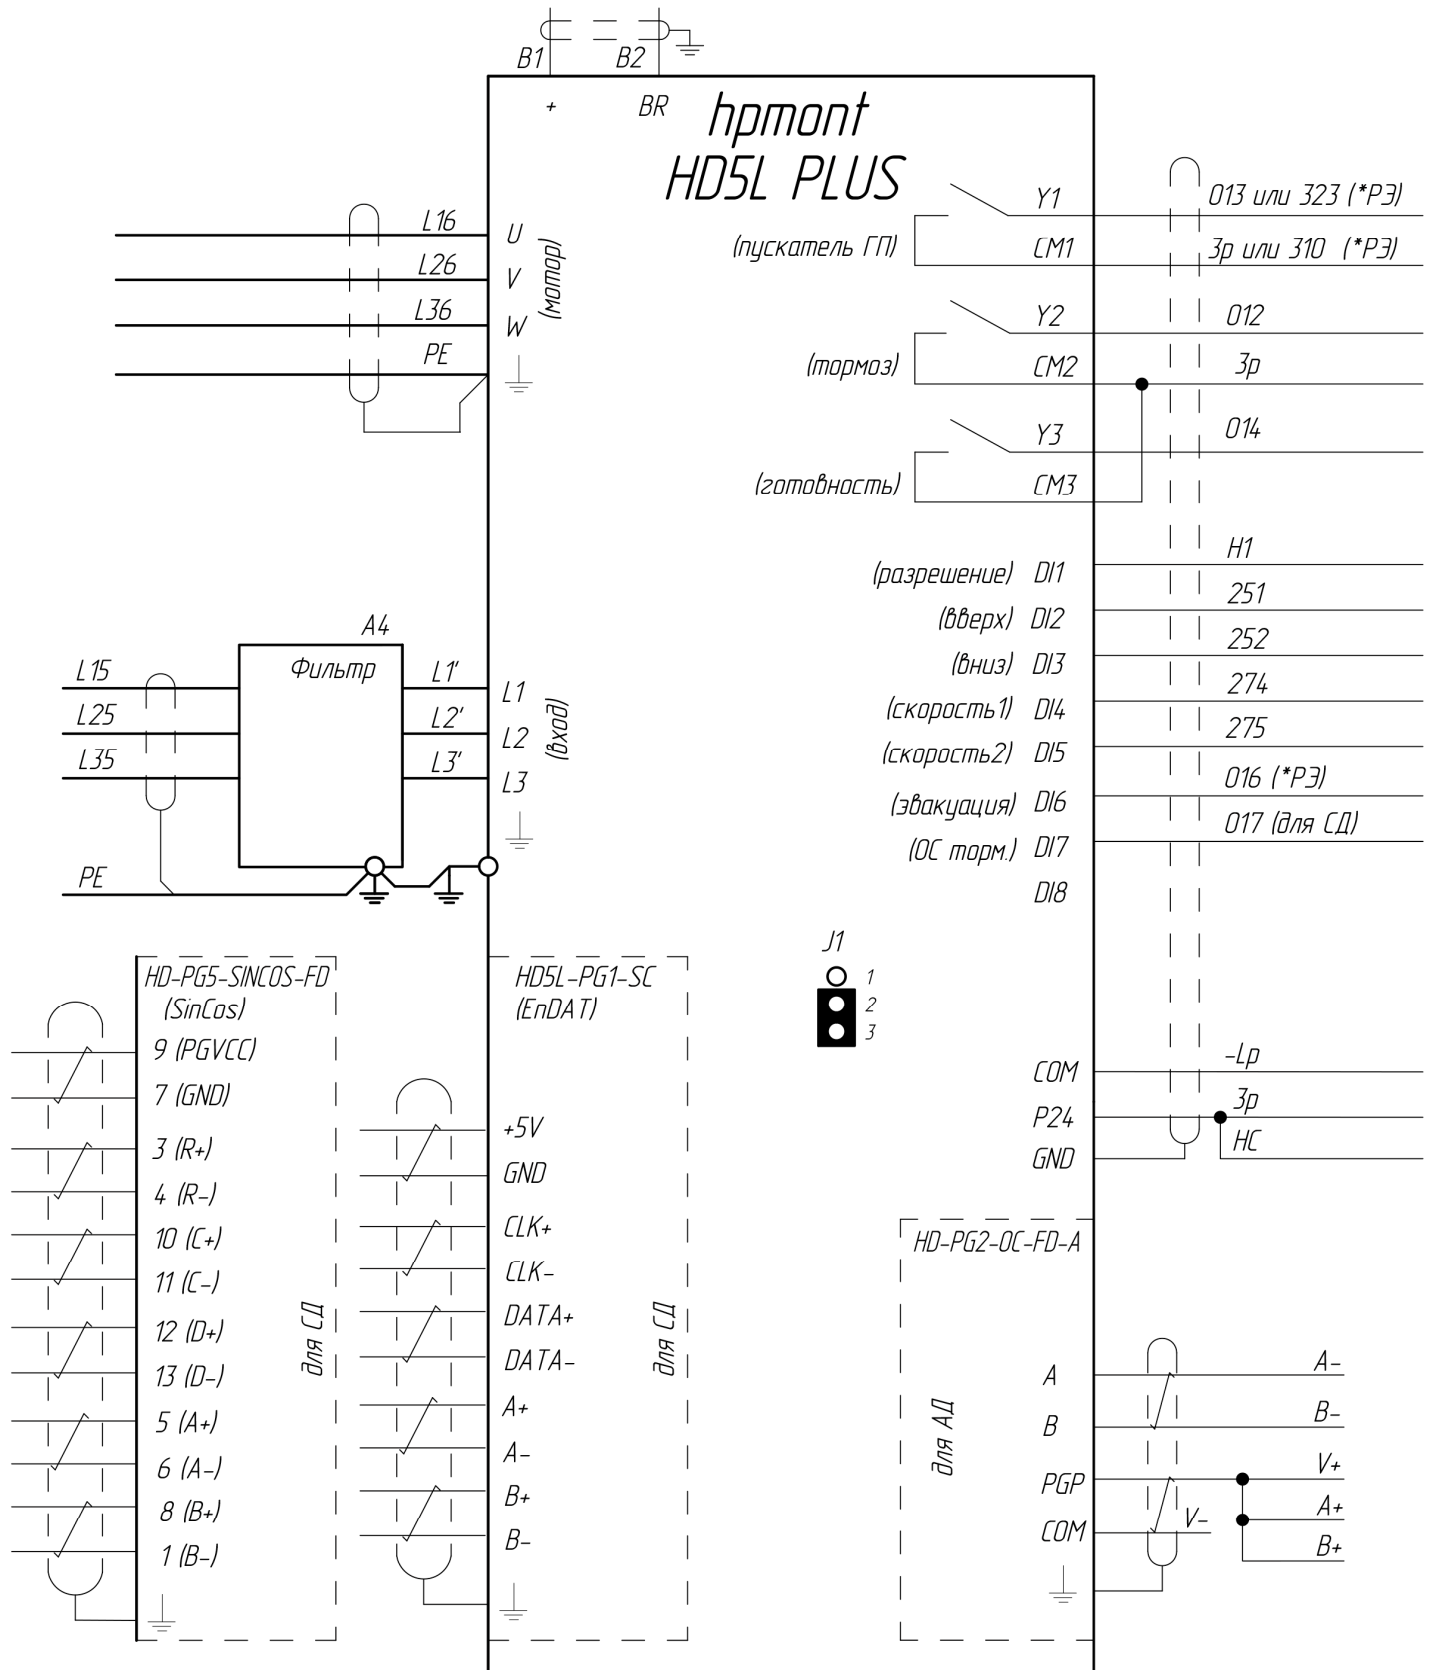 B1
B2
+
BR
hpmont
HD5L PLUS
L16
U
L26
V
L36
W
PE
(мотор)
Y1
013 или 323 (*РЭ)
(пускатель ГП)
CM1
3р или 310 (*РЭ)
Y2
012
(тормоз)
CM2
3р
Y3
014
(готовность)
CM3
(разрешение)
DI1
H1
(вверх)
DI2
251
(вниз)
DI3
252
(скорость1)
DI4
274
(скорость2)
DI5
275
(эвакуация)
DI6
016 (*РЭ)
(ОС торм.)
DI7
017 (для СД)
DI8
A4
Фильтр
L15
L1'
L1
L25
L2'
L2
L35
L3'
L3
(вход)
PE
J1
1
2
3
HD-PG5-SINCOS-FD
(SinCos)
9 (PGVCC)
7 (GND)
3 (R+)
4 (R-)
10 (C+)
11 (C-)
12 (D+)
13 (D-)
5 (A+)
6 (A-)
8 (B+)
1 (B-)
для СД
HD5L-PG1-SC
(EnDAT)
+5V
GND
CLK+
CLK-
DATA+
DATA-
A+
A-
B+
B-
для СД
COM
-Lp
P24
3р
HC
GND
HD-PG2-OC-FD-A
для АД
A
A-
B
B-
PGP
V+
A+
COM
V-
B+